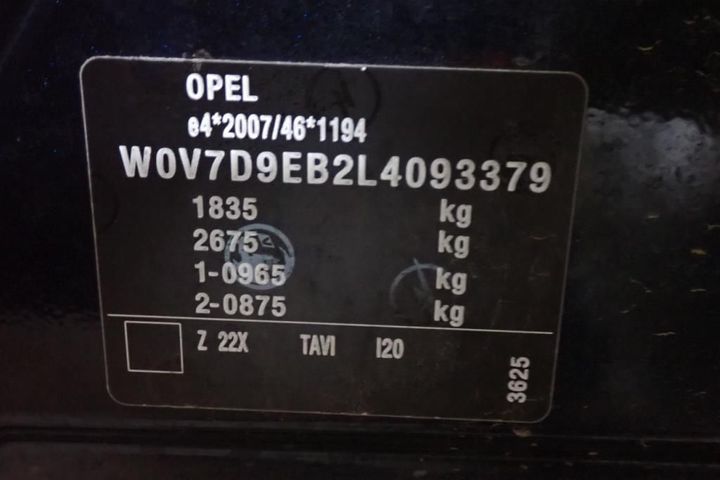 OPEL
e4*2007/46*1194
W0V7D9EB2L4093379
1835 kg
2675 kg
1-0965 kg
2-0875 kg
Z 22X TAVI I20
3625